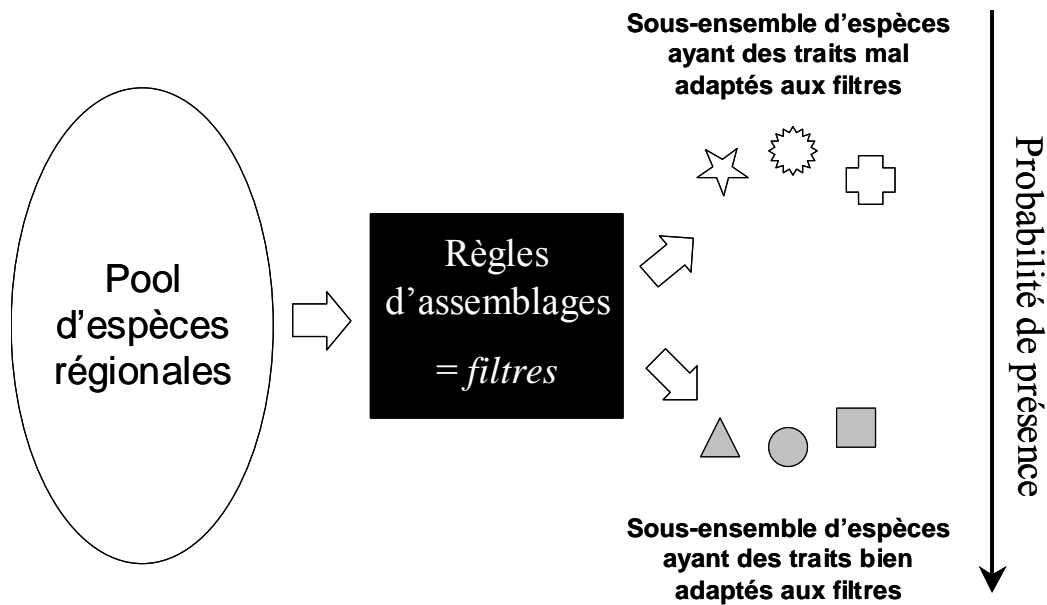 Pool
d'espèces
régionales
Règles
d'assemblages
= filtres
Sous-ensemble d'espèces
ayant des traits mal
adaptés aux filtres
Sous-ensemble d'espèces
ayant des traits bien
adaptés aux filtres
Probabilité de présence